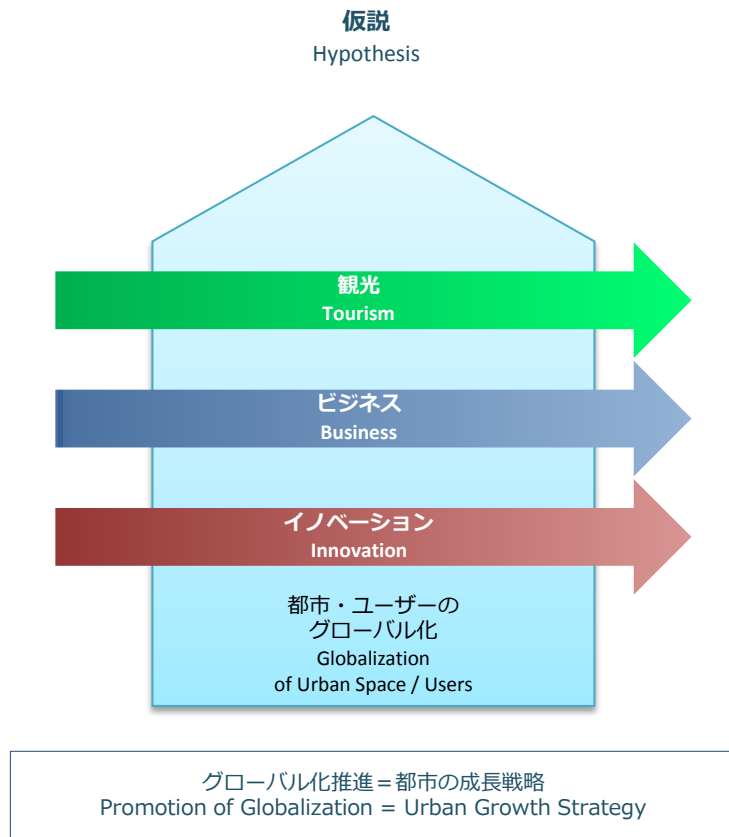 仮説
Hypothesis
観光
Tourism
ビジネス
Business
イノベーション
Innovation
都市・ユーザーの
グローバル化
Globalization
of Urban Space / Users
グローバル化推進＝都市の成長戦略
Promotion of Globalization = Urban Growth Strategy